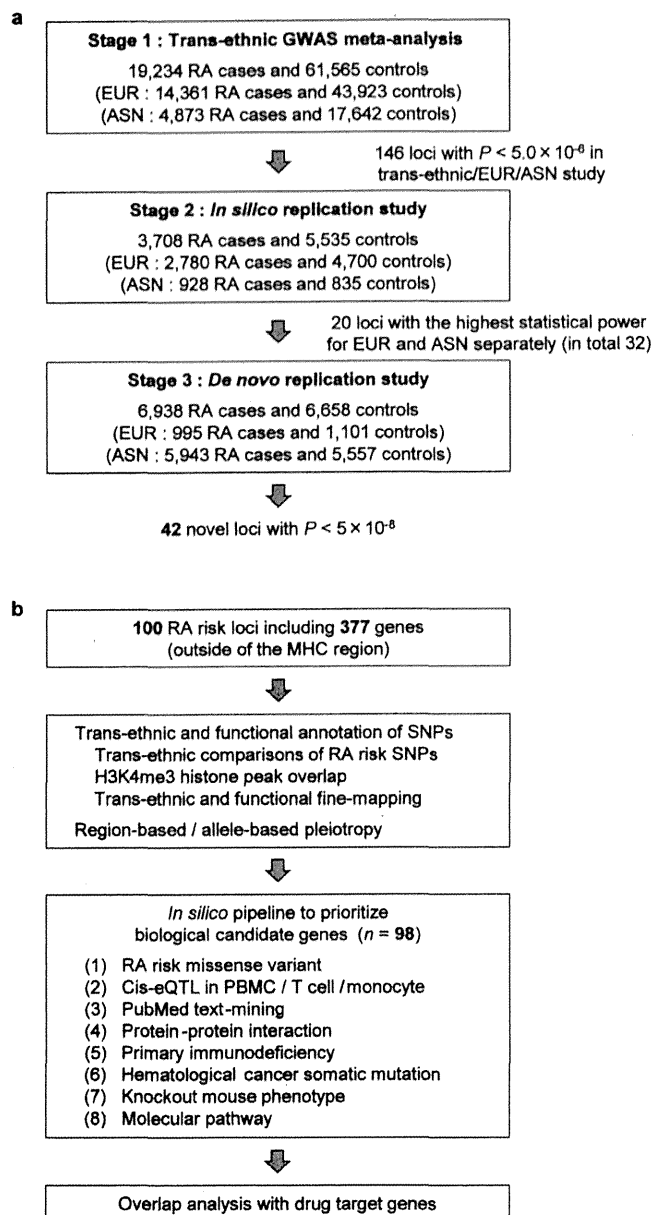 a
Stage 1 : Trans-ethnic GWAS meta-analysis
19,234 RA cases and 61,565 controls
(EUR : 14,361 RA cases and 43,923 controls)
(ASN : 4,873 RA cases and 17,642 controls)
146 loci with P < 5.0 × 10⁻⁶ in
trans-ethnic/EUR/ASN study
Stage 2 : In silico replication study
3,708 RA cases and 5,535 controls
(EUR : 2,780 RA cases and 4,700 controls)
(ASN : 928 RA cases and 835 controls)
20 loci with the highest statistical power
for EUR and ASN separately (in total 32)
Stage 3 : De novo replication study
6,938 RA cases and 6,658 controls
(EUR : 995 RA cases and 1,101 controls)
(ASN : 5,943 RA cases and 5,557 controls)
42 novel loci with P < 5 × 10⁻⁸
b
100 RA risk loci including 377 genes
(outside of the MHC region)
Trans-ethnic and functional annotation of SNPs
Trans-ethnic comparisons of RA risk SNPs
H3K4me3 histone peak overlap
Trans-ethnic and functional fine-mapping
Region-based / allele-based pleiotropy
In silico pipeline to prioritize
biological candidate genes (n = 98)
(1) RA risk missense variant
(2) Cis-eQTL in PBMC / T cell / monocyte
(3) PubMed text-mining
(4) Protein-protein interaction
(5) Primary immunodeficiency
(6) Hematological cancer somatic mutation
(7) Knockout mouse phenotype
(8) Molecular pathway
Overlap analysis with drug target genes